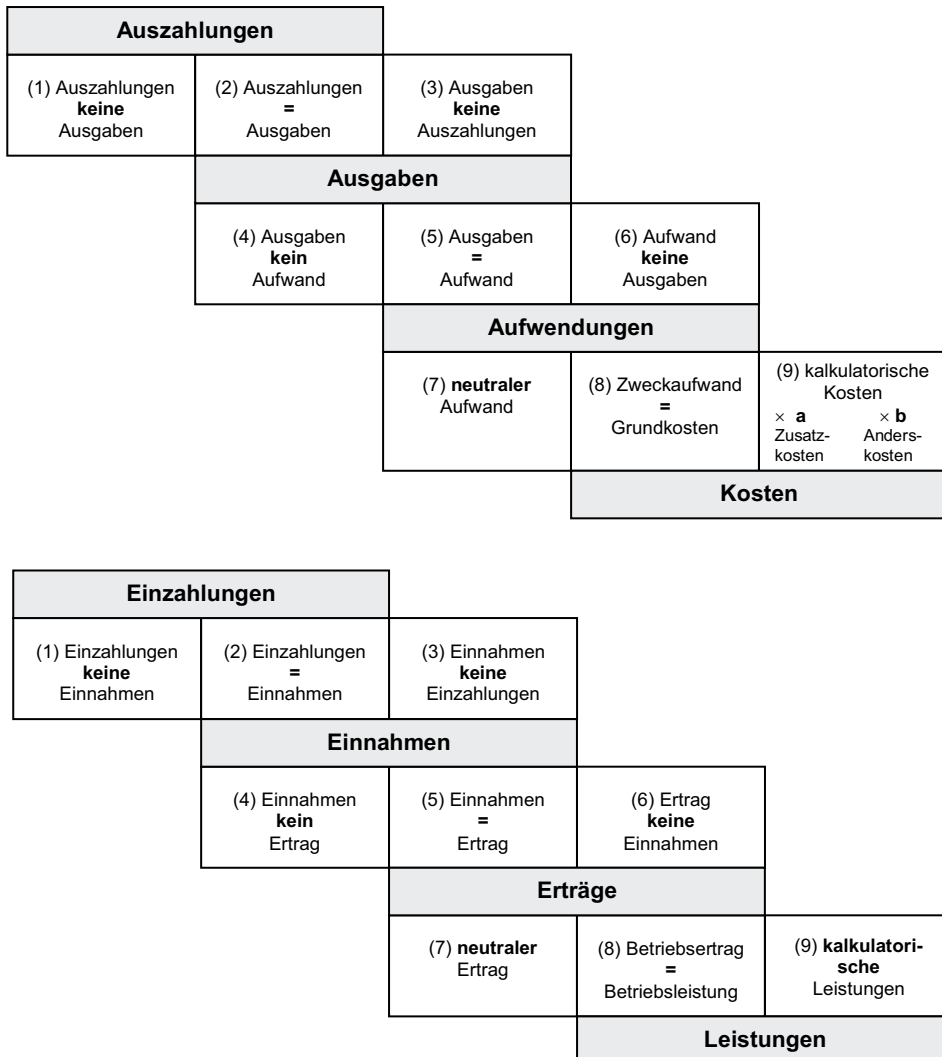 Auszahlungen
(1) Auszahlungen
keine
Ausgaben
(2) Auszahlungen
=
Ausgaben
(3) Ausgaben
keine
Auszahlungen
Ausgaben
(4) Ausgaben
kein
Aufwand
(5) Ausgaben
=
Aufwand
(6) Aufwand
keine
Ausgaben
Aufwendungen
(7) neutraler
Aufwand
(8) Zweckaufwand
=
Grundkosten
(9) kalkulatorische
Kosten
× a
Zusatz-
kosten
× b
Anders-
kosten
Kosten
Einzahlungen
(1) Einzahlungen
keine
Einnahmen
(2) Einzahlungen
=
Einnahmen
(3) Einnahmen
keine
Einzahlungen
Einnahmen
(4) Einnahmen
kein
Ertrag
(5) Einnahmen
=
Ertrag
(6) Ertrag
keine
Einnahmen
Erträge
(7) neutraler
Ertrag
(8) Betriebsertrag
=
Betriebsleistung
(9) kalkulatori-
sche
Leistungen
Leistungen